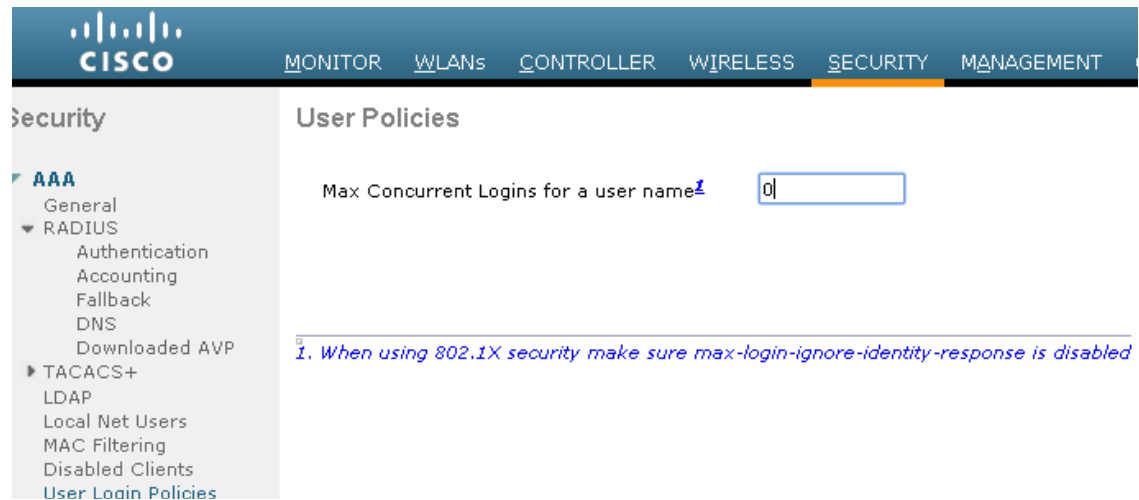 CISCO
MONITOR WLANs CONTROLLER WIRELESS SECURITY MANAGEMENT
Security
User Policies
AAA
General
RADIUS
Authentication
Accounting
Fallback
DNS
Downloaded AVP
TACACS+
LDAP
Local Net Users
MAC Filtering
Disabled Clients
User Login Policies
Max Concurrent Logins for a user name1 0
1. When using 802.1X security make sure max-login-ignore-identity-response is disabled